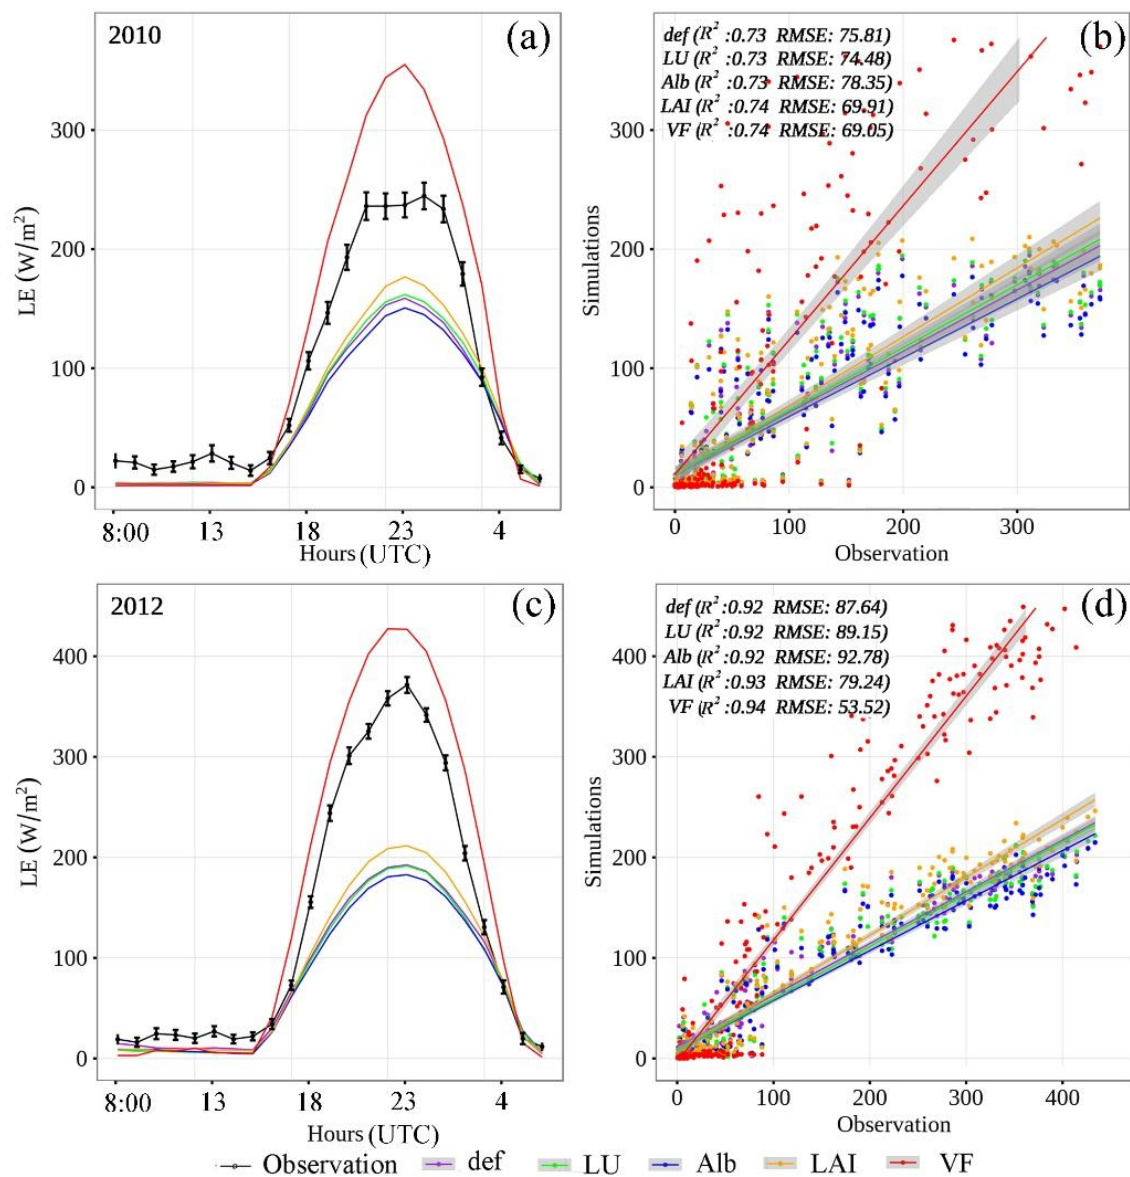 2010
(a)
300
200
100
0
LE (W/m²)
8:00 13 18 23 4
Hours (UTC)
(b)
def (R² :0.73 RMSE: 75.81)
LU (R² :0.73 RMSE: 74.48)
Alb (R² :0.73 RMSE: 78.35)
LAI (R² :0.74 RMSE: 69.91)
VF (R² :0.74 RMSE: 69.05)
300
200
100
0
Simulations
0 100 200 300
Observation
2012
(c)
400
300
200
100
0
LE (W/m²)
8:00 13 18 23 4
Hours (UTC)
(d)
def (R² :0.92 RMSE: 87.64)
LU (R² :0.92 RMSE: 89.15)
Alb (R² :0.92 RMSE: 92.78)
LAI (R² :0.93 RMSE: 79.24)
VF (R² :0.94 RMSE: 53.52)
400
300
200
100
0
Simulations
0 100 200 300 400
Observation
Observation def LU Alb LAI VF